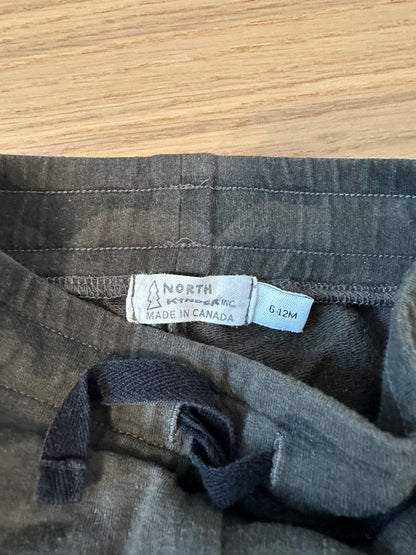 NORTH
KINDER INC.
MADE IN CANADA
6-12M